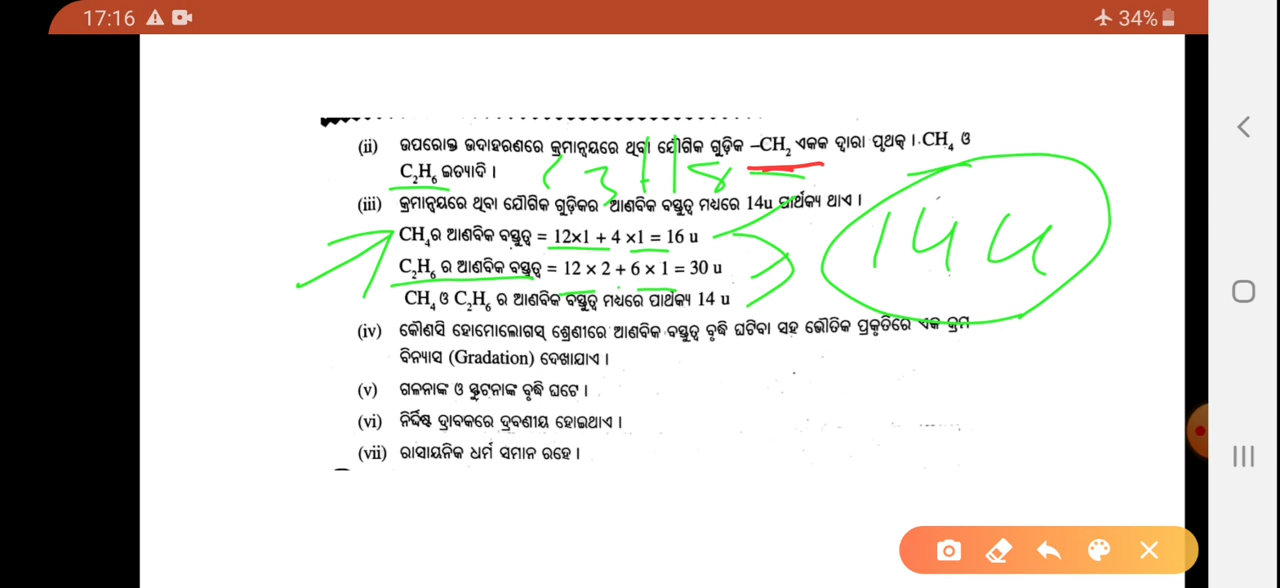 17:16
34%
(ii) ଉପରୋକ୍ତ ଉଦାହରଣରେ କ୍ରମାନ୍ୱୟରେ ଥିବା ଯୌଗିକ ଗୁଡ଼ିକ –CH₂ ଏକକ ଦ୍ୱାରା ପୃଥକ୍ । CH₄ ଓ
C₂H₆ ଇତ୍ୟାଦି ।
C3H8
(iii) କ୍ରମାନ୍ୱୟରେ ଥିବା ଯୌଗିକ ଗୁଡ଼ିକର ଆଣବିକ ବସ୍ତୁତ୍ୱ ମଧ୍ୟରେ 14u ପାର୍ଥକ୍ୟ ଥାଏ ।
CH₄ର ଆଣବିକ ବସ୍ତୁତ୍ୱ = 12×1 + 4 ×1 = 16 u
14 u
C₂H₆ ର ଆଣବିକ ବସ୍ତୁତ୍ୱ = 12 × 2 + 6 × 1 = 30 u
CH₄ ଓ C₂H₆ ର ଆଣବିକ ବସ୍ତୁତ୍ୱ ମଧ୍ୟରେ ପାର୍ଥକ୍ୟ 14 u
(iv) କୌଣସି ହୋମୋଲୋଗସ୍ ଶ୍ରେଣୀରେ ଆଣବିକ ବସ୍ତୁତ୍ୱ ବୃଦ୍ଧି ଘଟିବା ସହ ଭୌତିକ ପ୍ରକୃତିରେ ଏକ କ୍ରମ
ବିନ୍ୟାସ (Gradation) ଦେଖାଯାଏ ।
(v) ଗଳନାଙ୍କ ଓ ସ୍ଫୁଟନାଙ୍କ ବୃଦ୍ଧି ଘଟେ ।
(vi) ନିର୍ଦ୍ଦିଷ୍ଟ ଦ୍ରାବକରେ ଦ୍ରବଣୀୟ ହୋଇଥାଏ ।
(vii) ରାସାୟନିକ ଧର୍ମ ସମାନ ରହେ ।